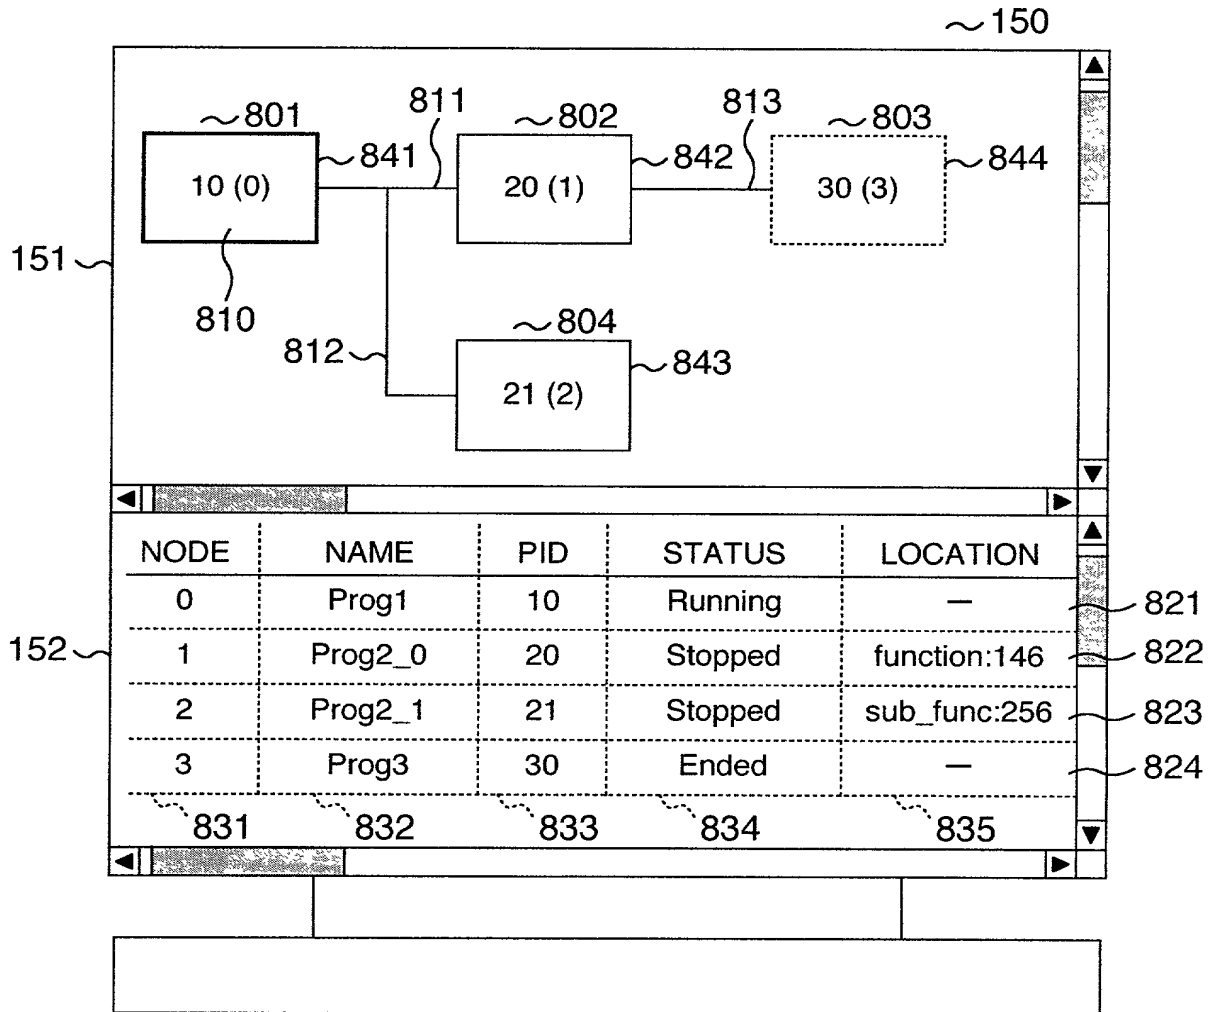 150
801 811 802 813 803
841 842 844
10 (0) 20 (1) 30 (3)
151
810
804
812 843
21 (2)
NODE NAME PID STATUS LOCATION
0 Prog1 10 Running — 821
152
1 Prog2_0 20 Stopped function:146 822
2 Prog2_1 21 Stopped sub_func:256 823
3 Prog3 30 Ended — 824
831 832 833 834 835